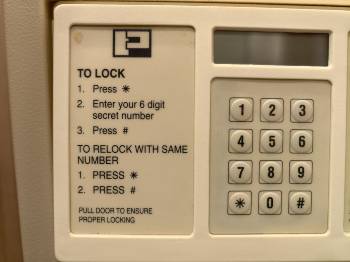 TO LOCK
1. Press ✳
2. Enter your 6 digit
secret number
3. Press #
TO RELOCK WITH SAME
NUMBER
1. PRESS ✳
2. PRESS #
PULL DOOR TO ENSURE
PROPER LOCKING
1 2 3
4 5 6
7 8 9
✳ 0 #